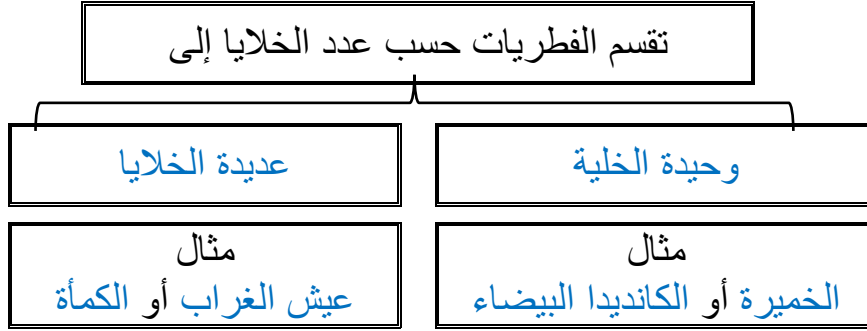 تقسم الفطريات حسب عدد الخلايا إلى
وحيدة الخلية
عديدة الخلايا
مثال
الخميرة أو الكانديدا البيضاء
مثال
عيش الغراب أو الكمأة